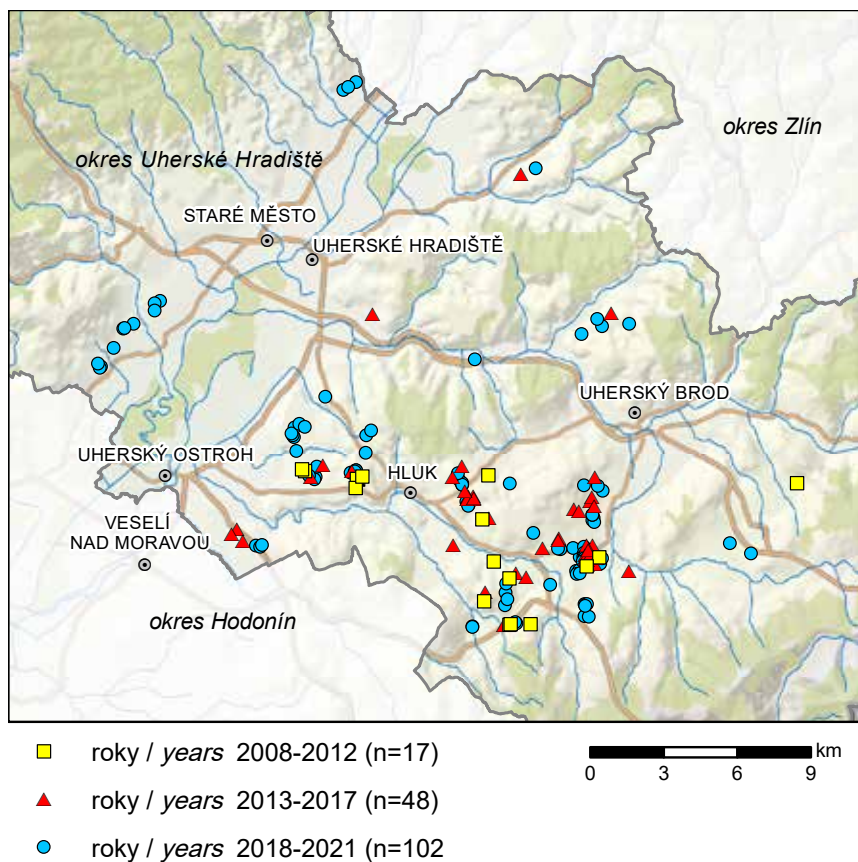 okres Zlín
okres Uherské Hradiště
STARÉ MĚSTO
UHERSKÉ HRADIŠTĚ
UHERSKÝ BROD
UHERSKÝ OSTROH
HLUK
VESELÍ
NAD MORAVOU
okres Hodonín
roky / years 2008-2012 (n=17)
km
0 3 6 9
roky / years 2013-2017 (n=48)
roky / years 2018-2021 (n=102